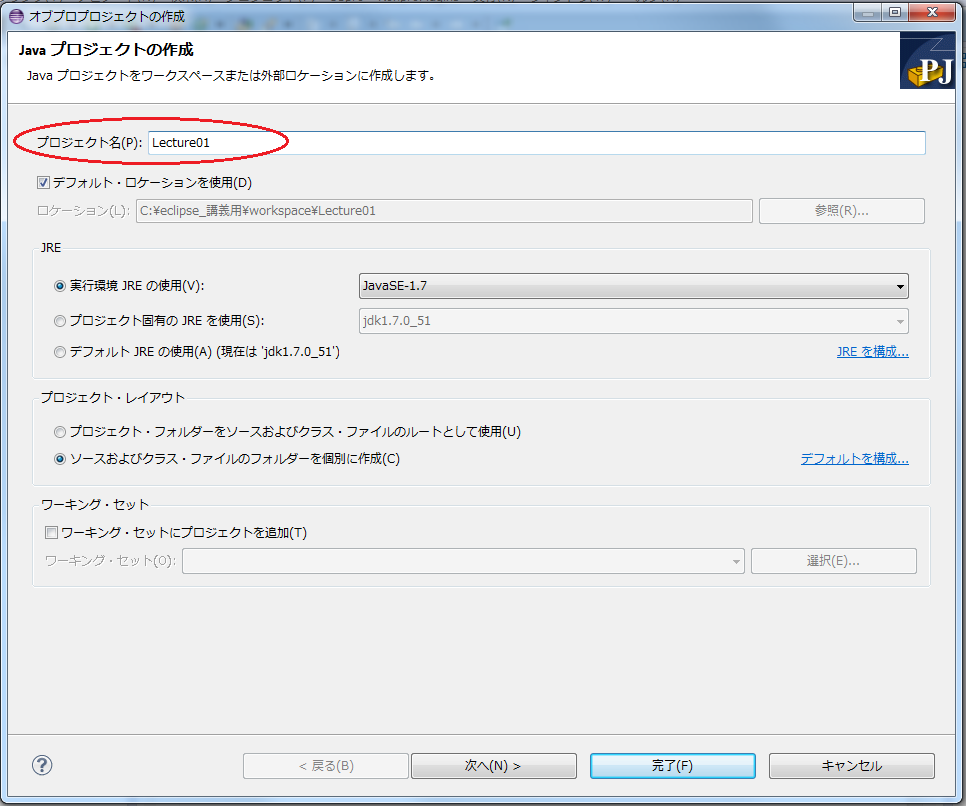 オブプロプロジェクトの作成
Java プロジェクトの作成
Java プロジェクトをワークスペースまたは外部ロケーションに作成します。
PJ
プロジェクト名(P): Lecture01
デフォルト・ロケーションを使用(D)
ロケーション(L): C:¥eclipse_講義用¥workspace¥Lecture01 参照(R)...
JRE
実行環境 JRE の使用(V): JavaSE-1.7
プロジェクト固有の JRE を使用(S): jdk1.7.0_51
デフォルト JRE の使用(A) (現在は 'jdk1.7.0_51') JRE を構成...
プロジェクト・レイアウト
プロジェクト・フォルダーをソースおよびクラス・ファイルのルートとして使用(U)
ソースおよびクラス・ファイルのフォルダーを個別に作成(C) デフォルトを構成...
ワーキング・セット
ワーキング・セットにプロジェクトを追加(T)
ワーキング・セット(O): 選択(E)...
? < 戻る(B) 次へ(N) > 完了(F) キャンセル